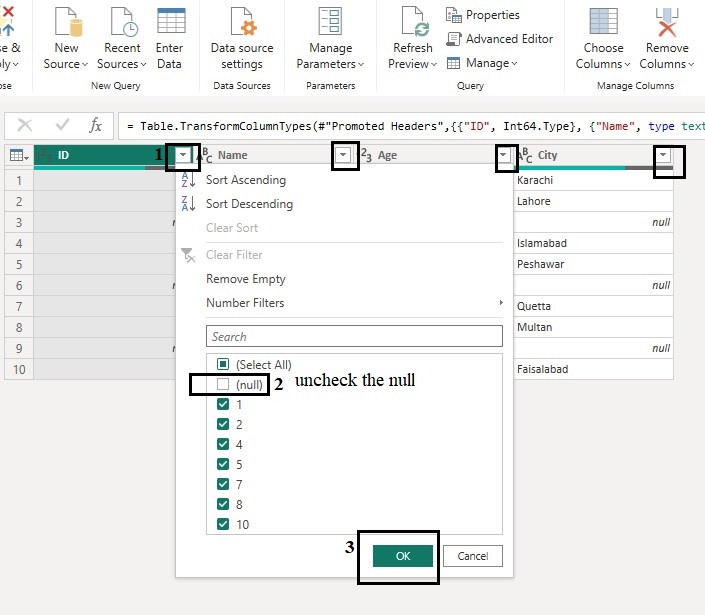 se & New Recent Enter Data source Manage Refresh Properties Choose Remove
ply Source Sources Data settings Parameters Preview Advanced Editor Columns Columns
Manage
ose New Query Data Sources Parameters Query Manage Columns
fx = Table.TransformColumnTypes(#"Promoted Headers",{{"ID", Int64.Type}, {"Name", type text
1 ID ABC Name 123 Age ABC City
1 Karachi
2 Lahore
3 null
4 Islamabad
5 Peshawar
6 null
7 Quetta
8 Multan
9 null
10 Faisalabad
Sort Ascending
Sort Descending
Clear Sort
Clear Filter
Remove Empty
Number Filters
Search
(Select All)
(null) 2 uncheck the null
1
2
4
5
7
8
10
3 OK Cancel